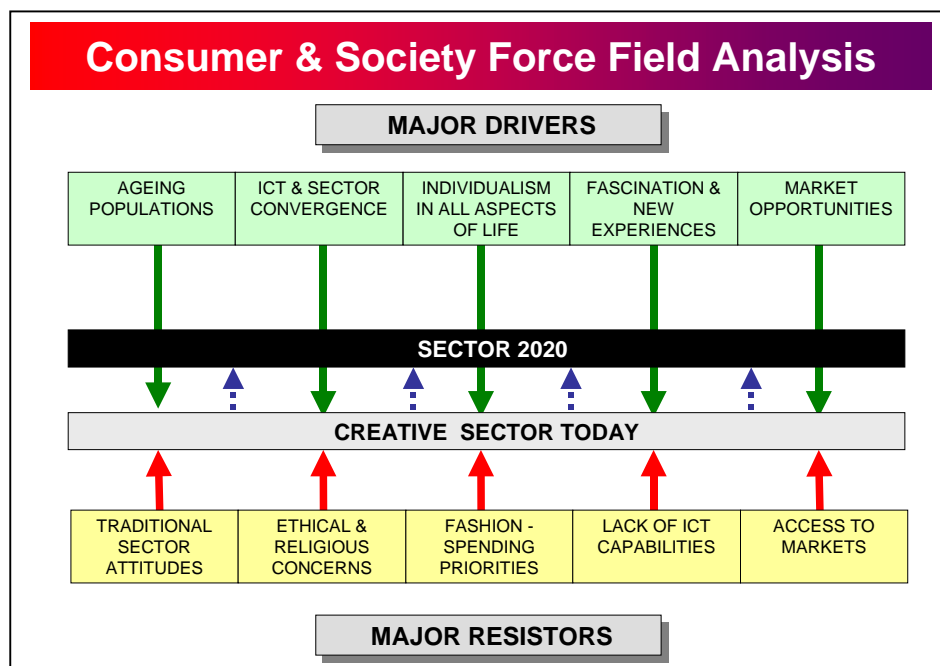 Consumer & Society Force Field Analysis
MAJOR DRIVERS
AGEING
POPULATIONS
ICT & SECTOR
CONVERGENCE
INDIVIDUALISM
IN ALL ASPECTS
OF LIFE
FASCINATION &
NEW
EXPERIENCES
MARKET
OPPORTUNITIES
SECTOR 2020
CREATIVE SECTOR TODAY
TRADITIONAL
SECTOR
ATTITUDES
ETHICAL &
RELIGIOUS
CONCERNS
FASHION -
SPENDING
PRIORITIES
LACK OF ICT
CAPABILITIES
ACCESS TO
MARKETS
MAJOR RESISTORS